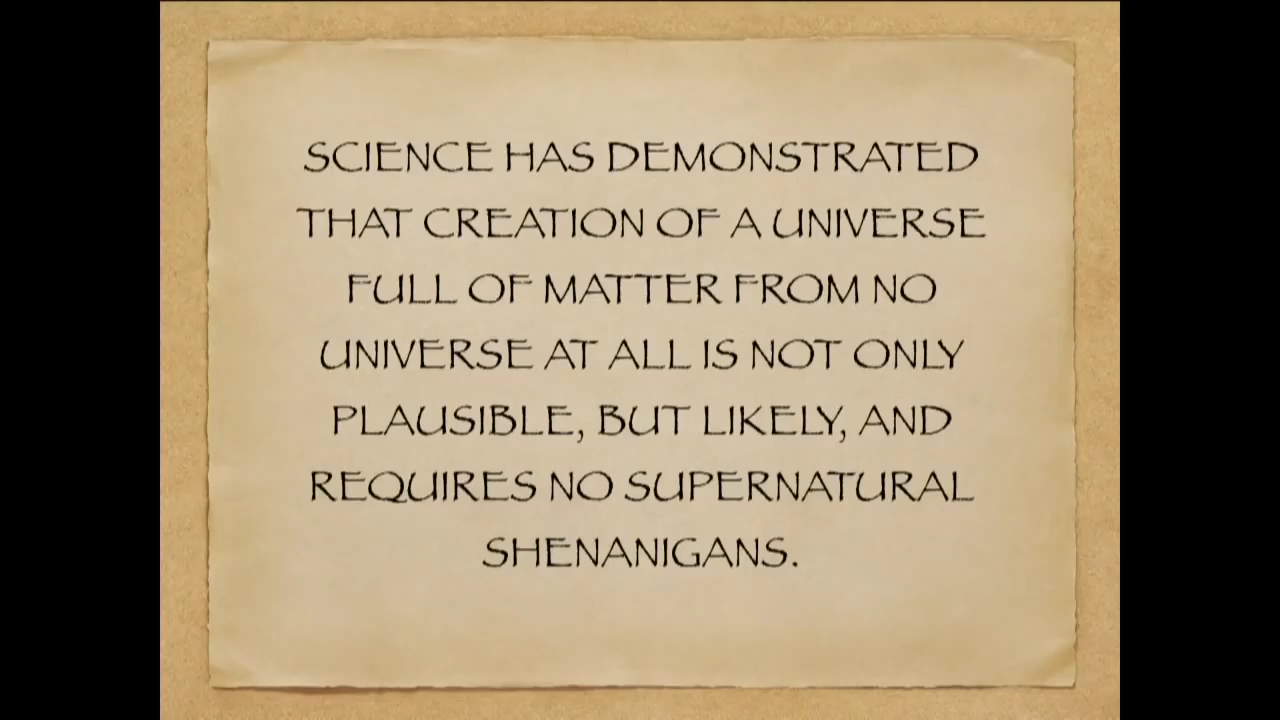 SCIENCE HAS DEMONSTRATED
THAT CREATION OF A UNIVERSE
FULL OF MATTER FROM NO
UNIVERSE AT ALL IS NOT ONLY
PLAUSIBLE, BUT LIKELY, AND
REQUIRES NO SUPERNATURAL
SHENANIGANS.